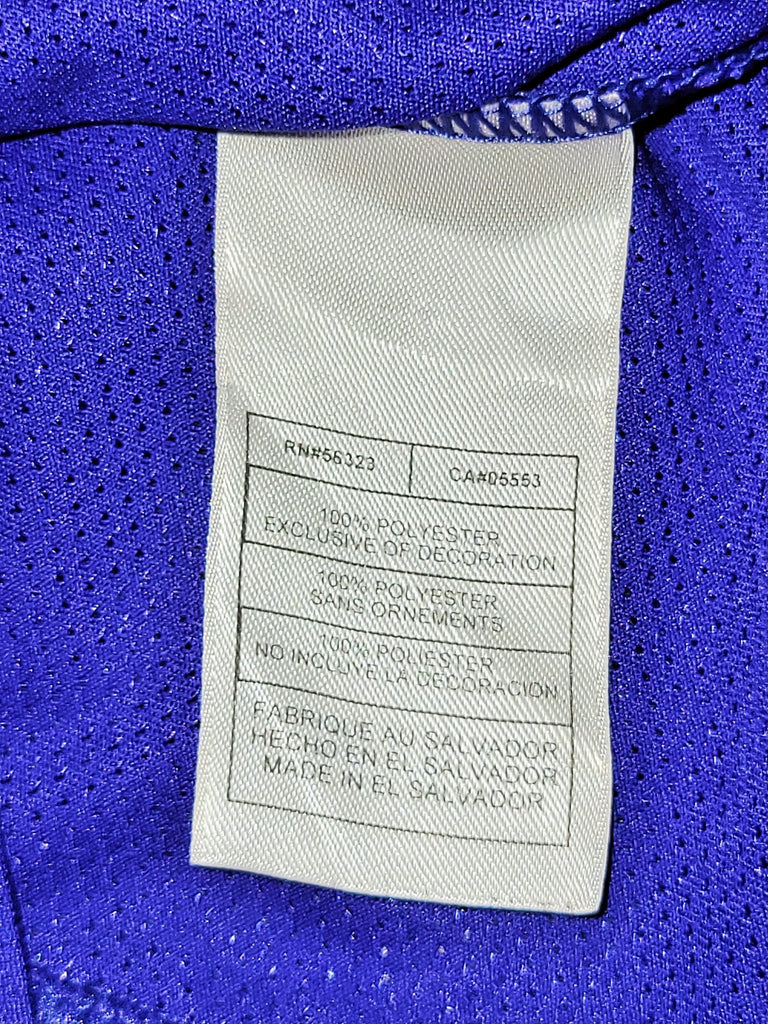 RN#56323 CA#05553
100% POLYESTER
EXCLUSIVE OF DECORATION
100% POLYESTER
SANS ORNEMENTS
100% POLIESTER
NO INCLUYE LA DECORACION
FABRIQUE AU SALVADOR
HECHO EN EL SALVADOR
MADE IN EL SALVADOR